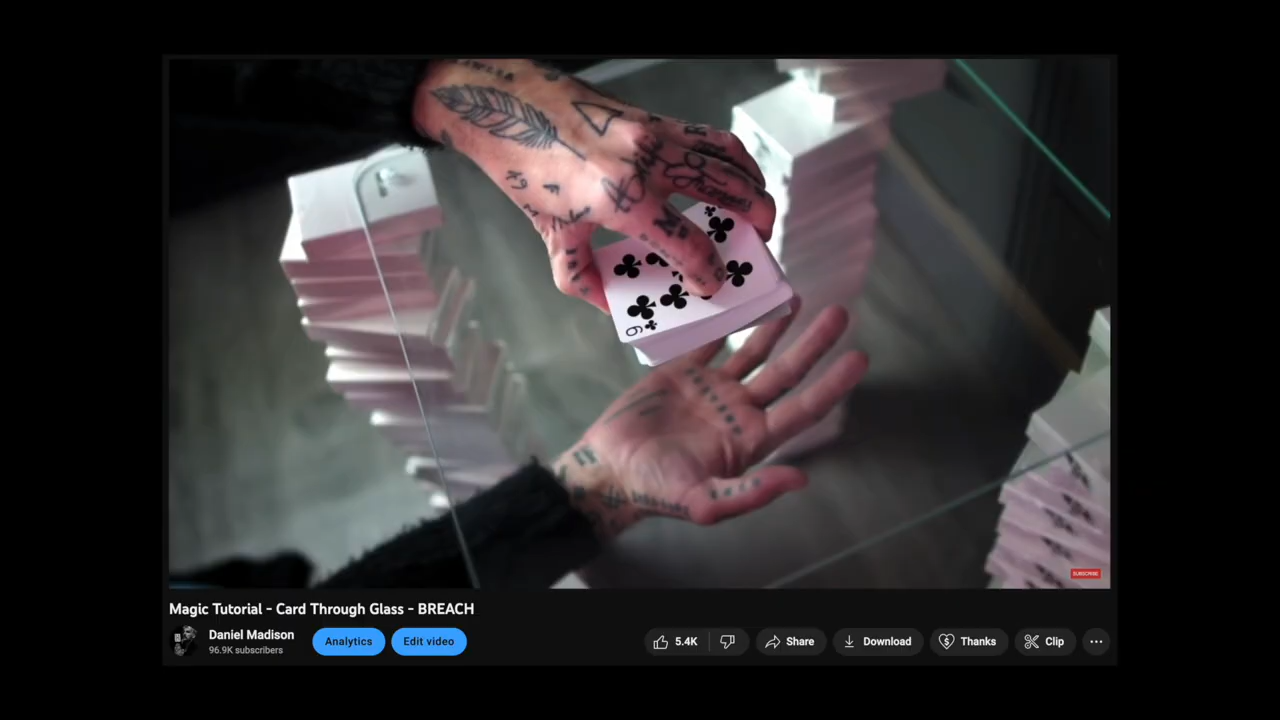 9
SUBSCRIBE
Magic Tutorial - Card Through Glass - BREACH
Daniel Madison
96.9K subscribers
Analytics
Edit video
5.4K
Share
Download
Thanks
Clip